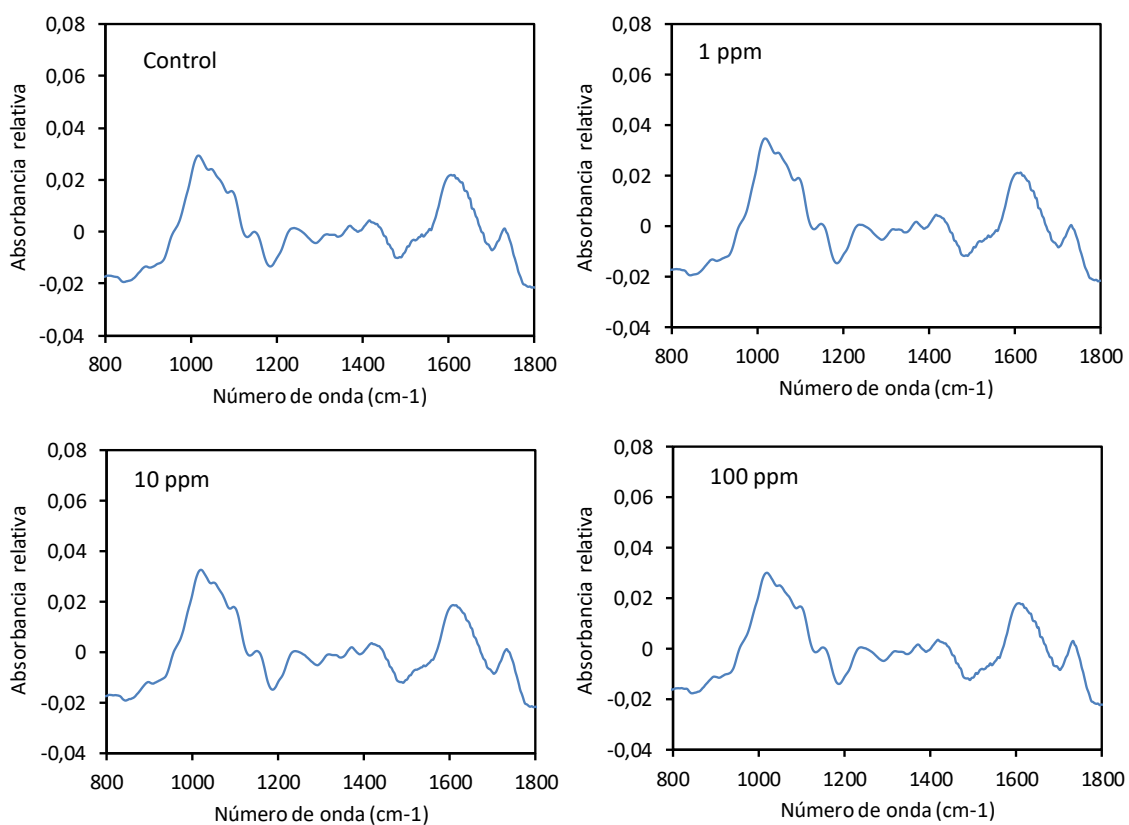 Control
Absorbancia relativa
0,08
0,06
0,04
0,02
0
-0,02
-0,04
800 1000 1200 1400 1600 1800
Número de onda (cm-1)
1 ppm
Absorbancia relativa
0,08
0,06
0,04
0,02
0
-0,02
-0,04
800 1000 1200 1400 1600 1800
Número de onda (cm-1)
10 ppm
Absorbancia relativa
0,08
0,06
0,04
0,02
0
-0,02
-0,04
800 1000 1200 1400 1600 1800
Número de onda (cm-1)
100 ppm
Absorbancia relativa
0,08
0,06
0,04
0,02
0
-0,02
-0,04
800 1000 1200 1400 1600 1800
Número de onda (cm-1)